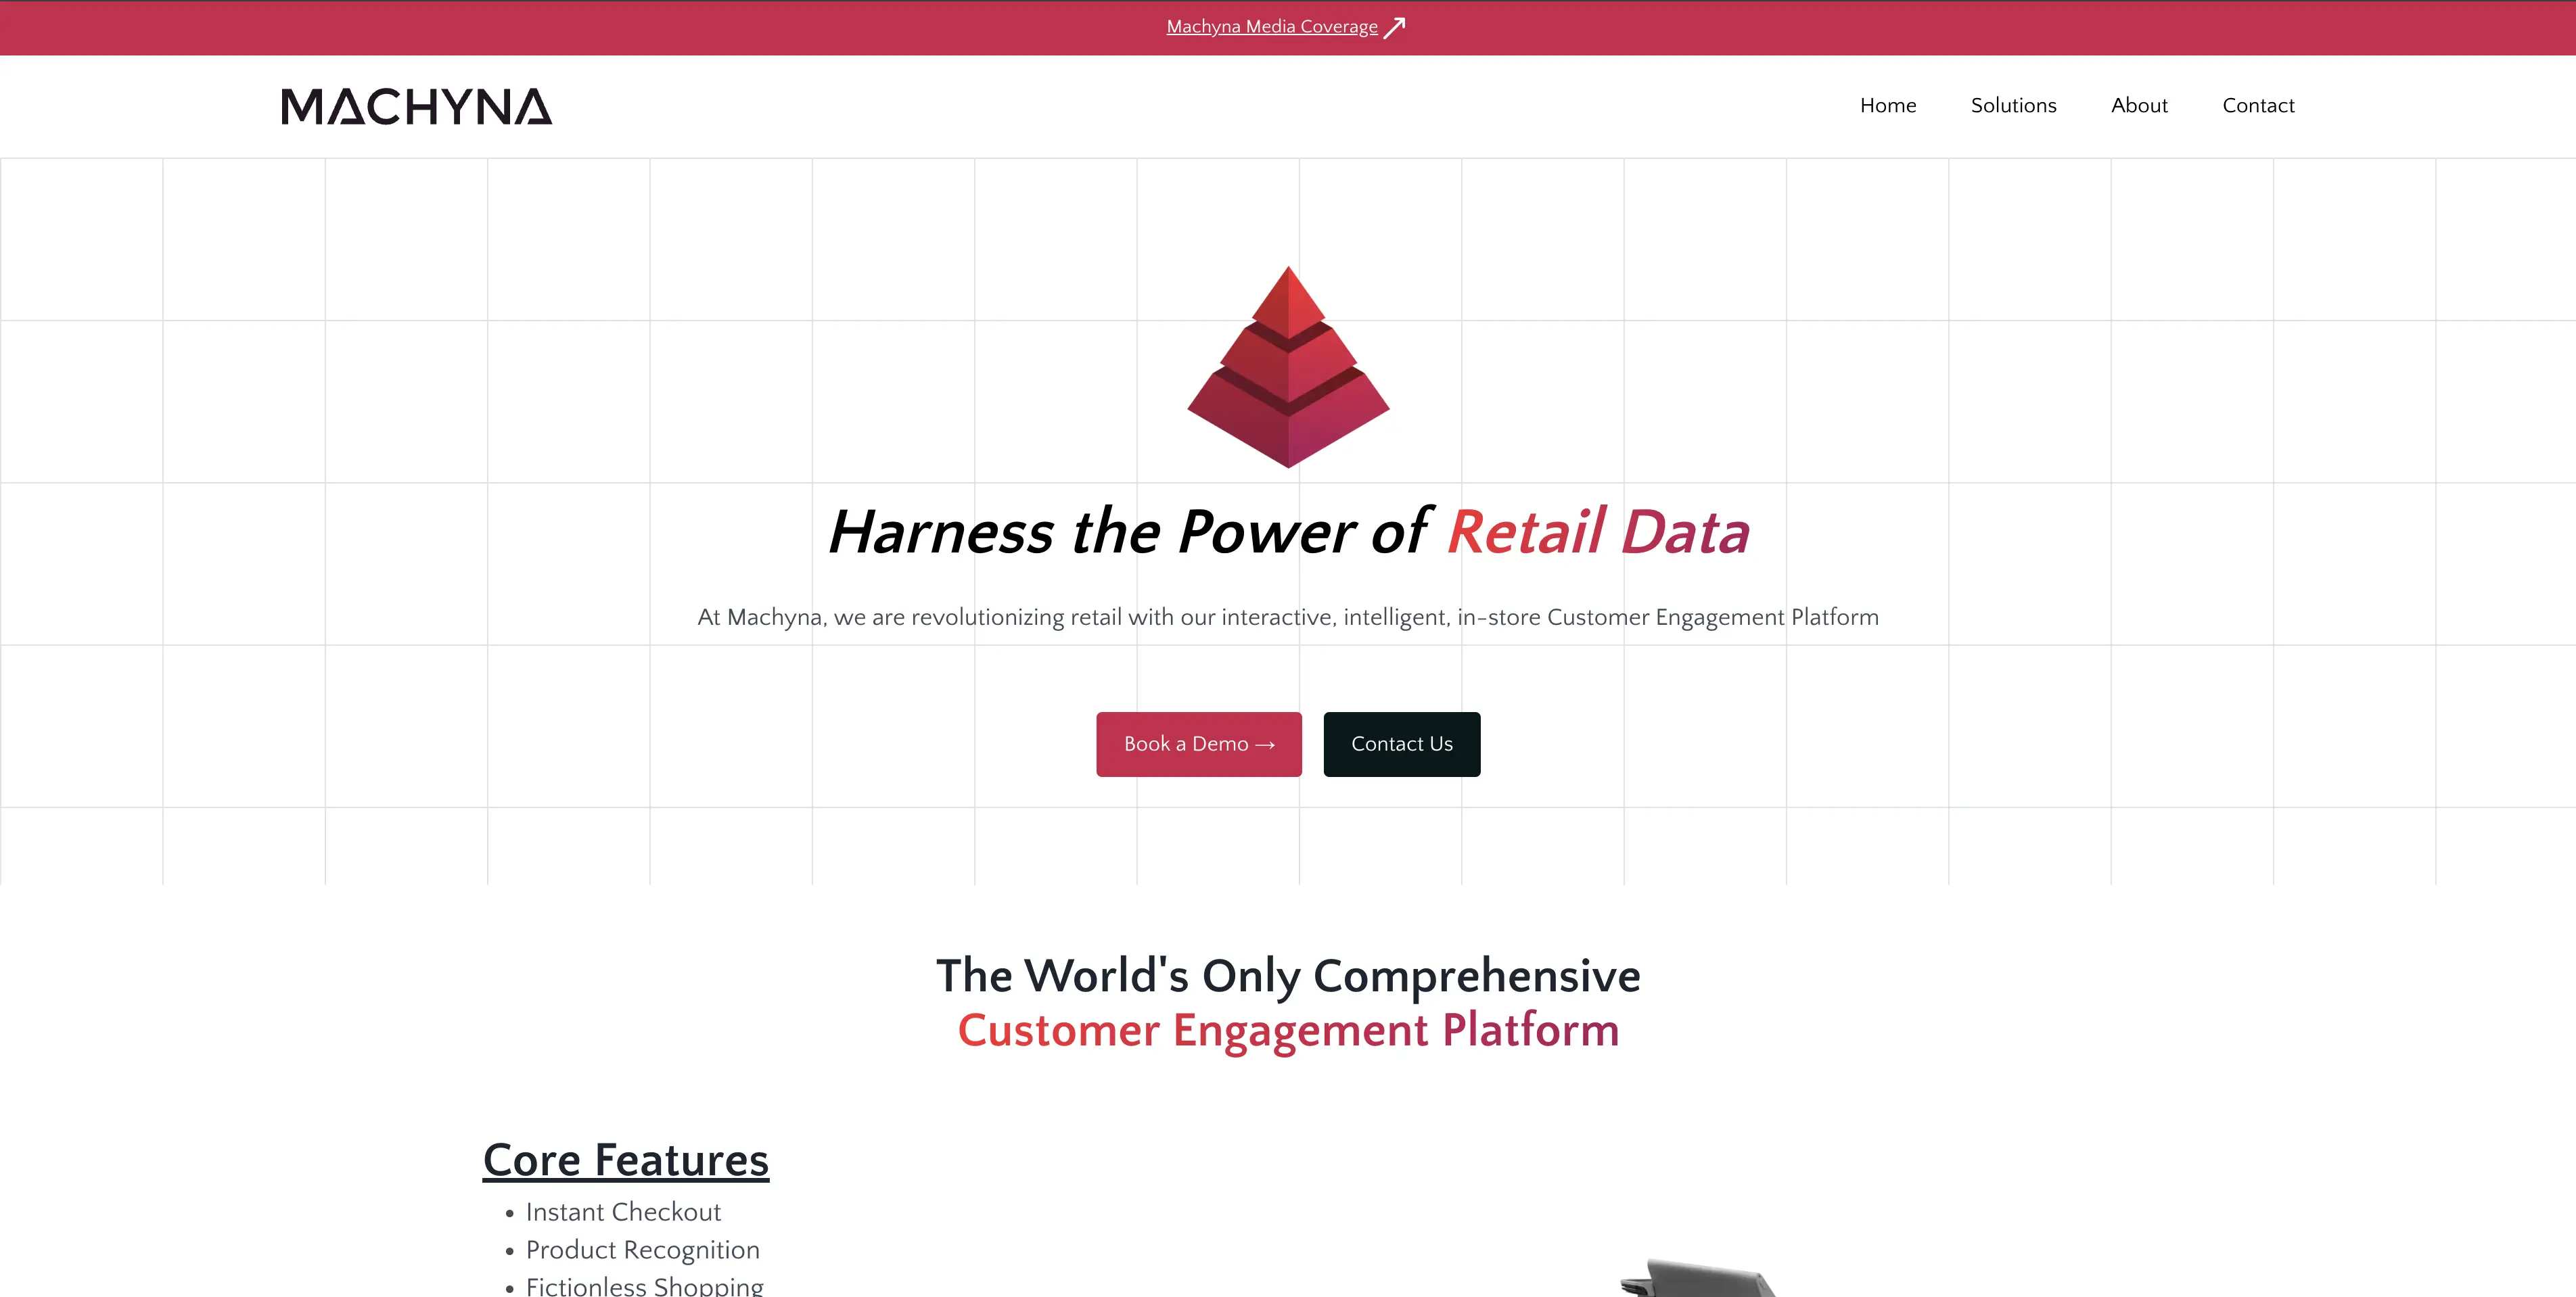 Machyna Media Coverage
MACHYNA
Home Solutions About Contact
Harness the Power of Retail Data
At Machyna, we are revolutionizing retail with our interactive, intelligent, in-store Customer Engagement Platform
Book a Demo →
Contact Us
The World's Only Comprehensive
Customer Engagement Platform
Core Features
• Instant Checkout
• Product Recognition
• Fictionless Shopping